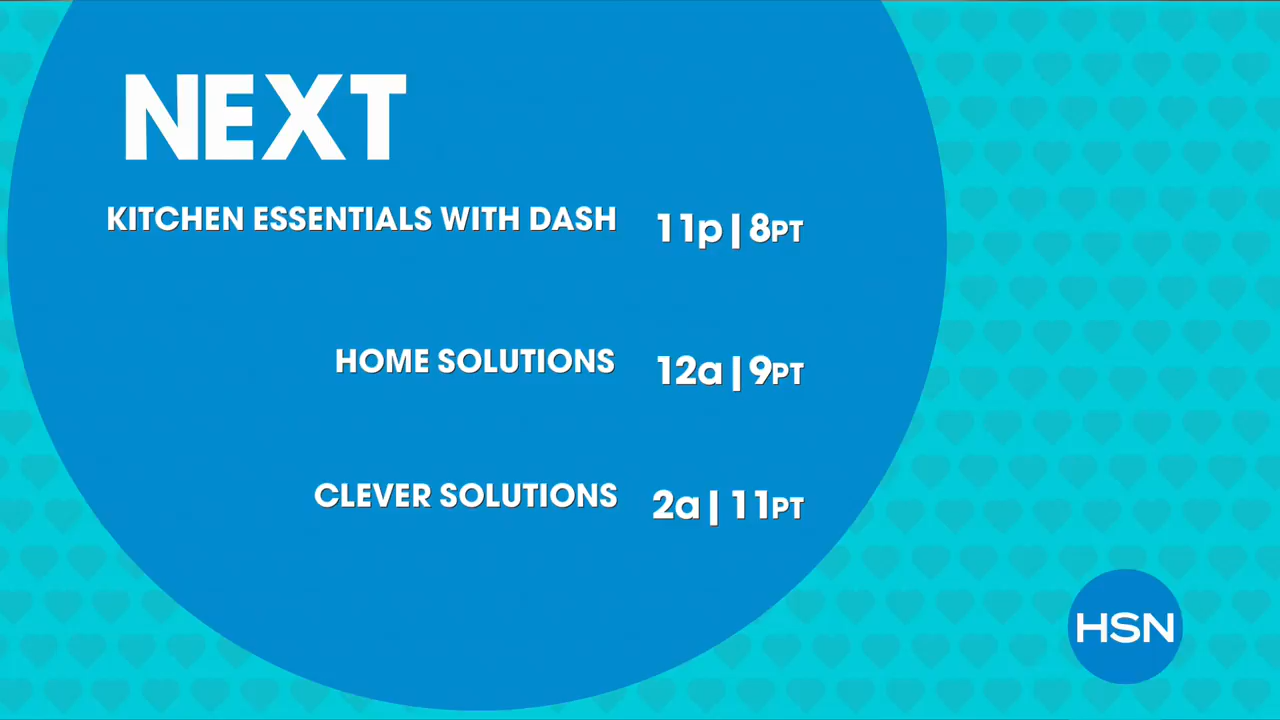 NEXT
KITCHEN ESSENTIALS WITH DASH 11p | 8PT
HOME SOLUTIONS 12a | 9PT
CLEVER SOLUTIONS 2a | 11PT
HSN